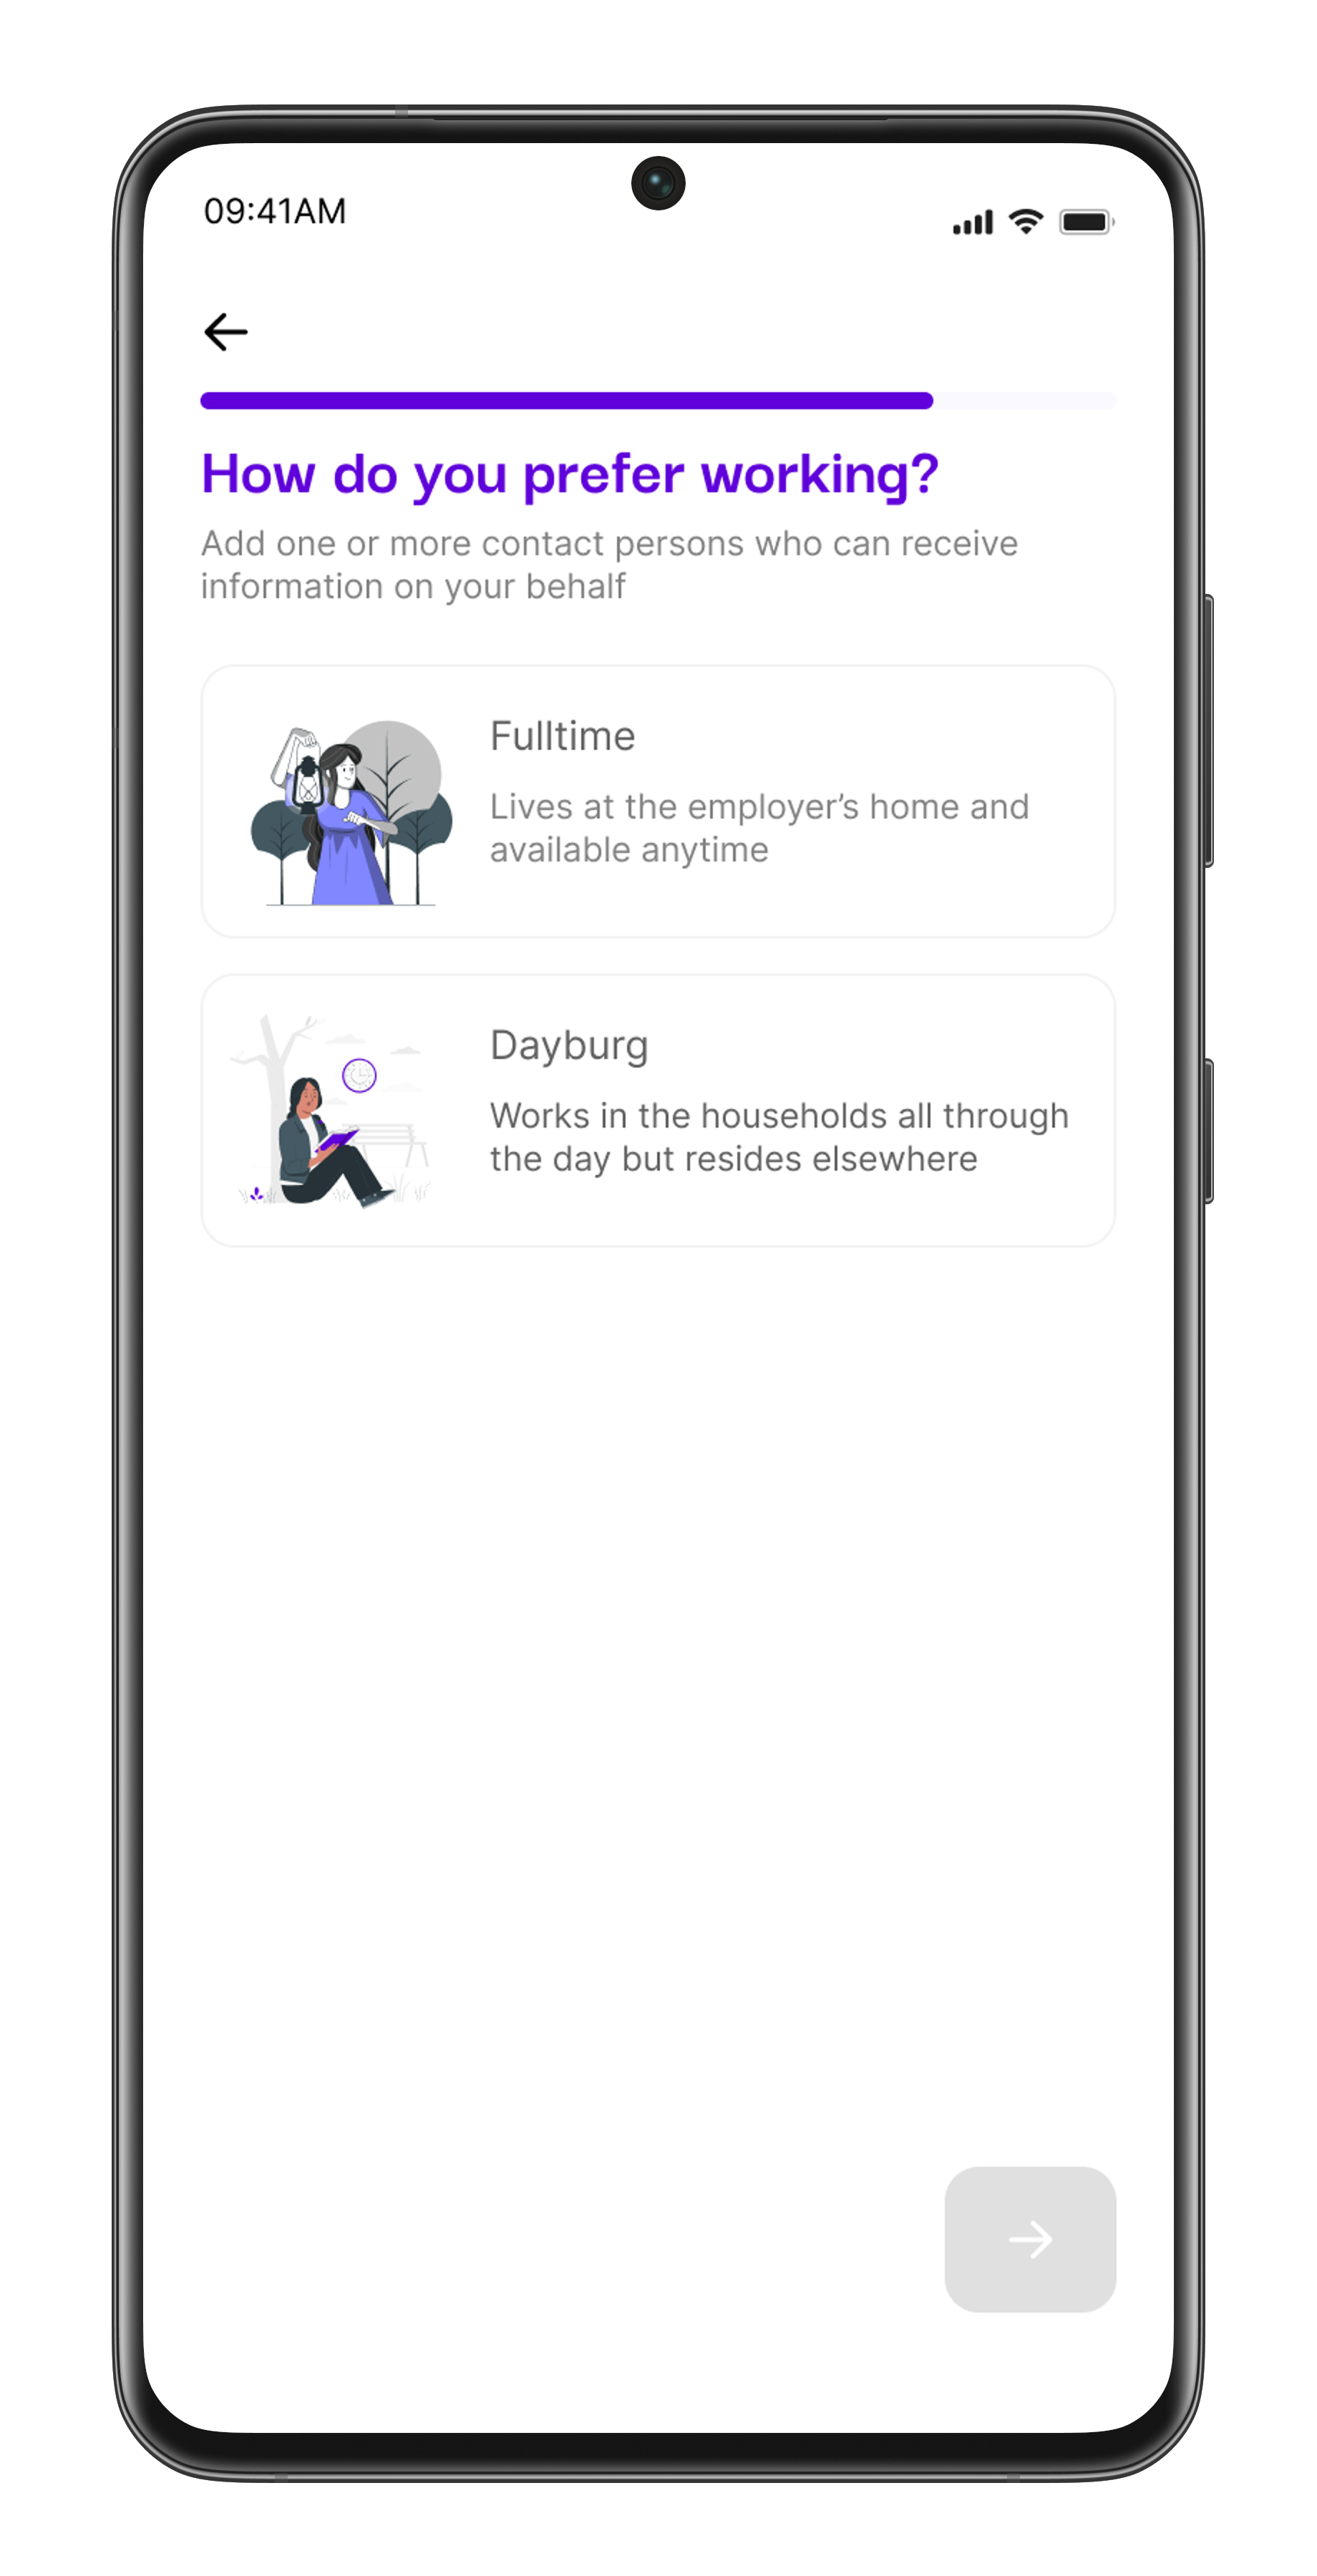 09:41AM
How do you prefer working?
Add one or more contact persons who can receive
information on your behalf
Fulltime
Lives at the employer’s home and
available anytime
Dayburg
Works in the households all through
the day but resides elsewhere